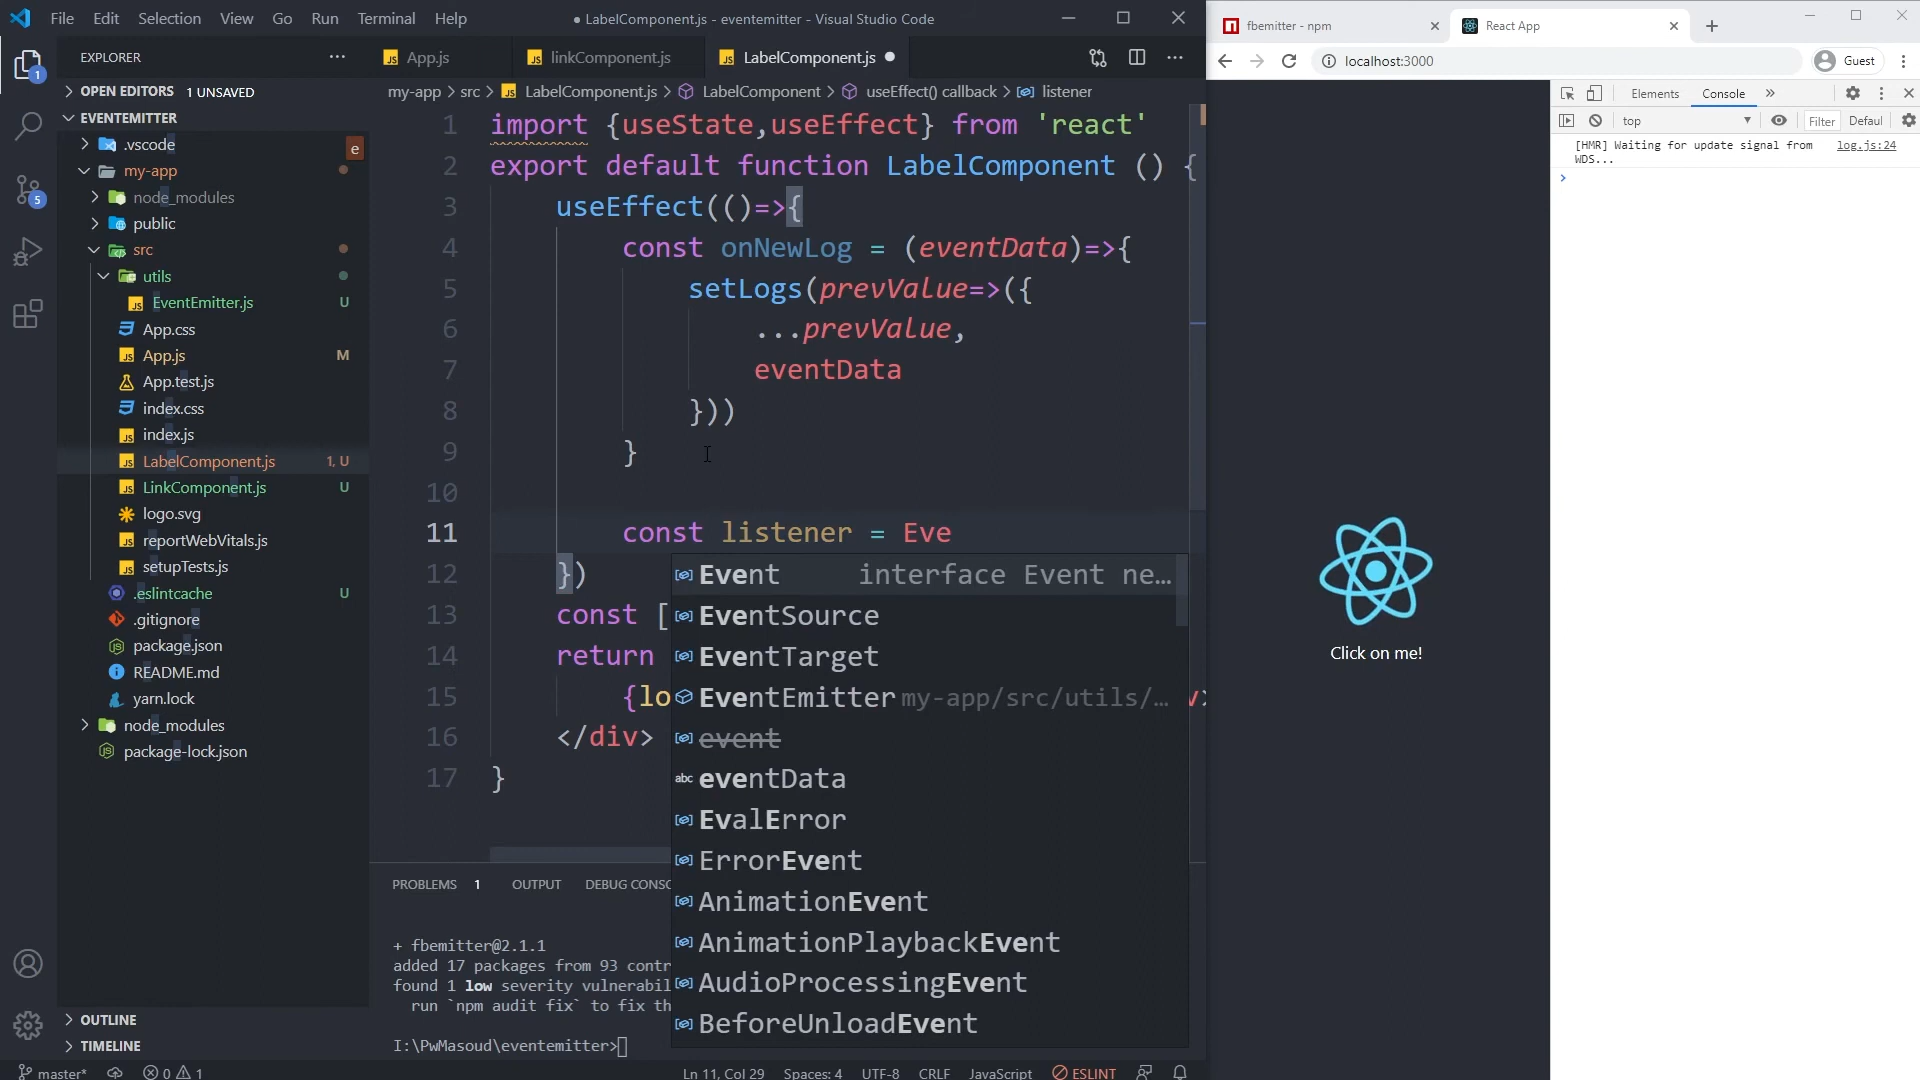 File Edit Selection View Go Run Terminal Help
● LabelComponent.js - eventemitter - Visual Studio Code
EXPLORER
OPEN EDITORS 1 UNSAVED
EVENTEMITTER
.vscode e
my-app
node_modules
public
src
utils
EventEmitter.js U
App.css
App.js M
App.test.js
index.css
index.js
LabelComponent.js 1, U
LinkComponent.js U
logo.svg
reportWebVitals.js
setupTests.js
.eslintcache U
.gitignore
package.json
README.md
yarn.lock
node_modules
package-lock.json
OUTLINE
TIMELINE
1
5
App.js linkComponent.js LabelComponent.js ●
my-app > src > LabelComponent.js > LabelComponent > useEffect() callback > listener
1 import {useState,useEffect} from 'react'
2 export default function LabelComponent () {
3 useEffect(()=>{
4 const onNewLog = (eventData)=>{
5 setLogs(prevValue=>({
6 ...prevValue,
7 eventData
8 }))
9 }
10
11 const listener = Eve
12 })
13 const [
14 return
15 {lo
16 </div>
17 }
Event interface Event ne...
EventSource
EventTarget
EventEmitter my-app/src/utils/...
event
eventData
EvalError
ErrorEvent
AnimationEvent
AnimationPlaybackEvent
AudioProcessingEvent
BeforeUnloadEvent
PROBLEMS 1 OUTPUT DEBUG CONSO
+ fbemitter@2.1.1
added 17 packages from 93 contr
found 1 low severity vulnerabil
run `npm audit fix` to fix th
I:\PwMasoud\eventemitter>
master* 0 1 Ln 11, Col 29 Spaces: 4 UTF-8 CRLF JavaScript ESLINT
fbemitter - npm React App
localhost:3000 Guest
Elements Console
top Filter Defaul
[HMR] Waiting for update signal from log.js:24
WDS...
Click on me!